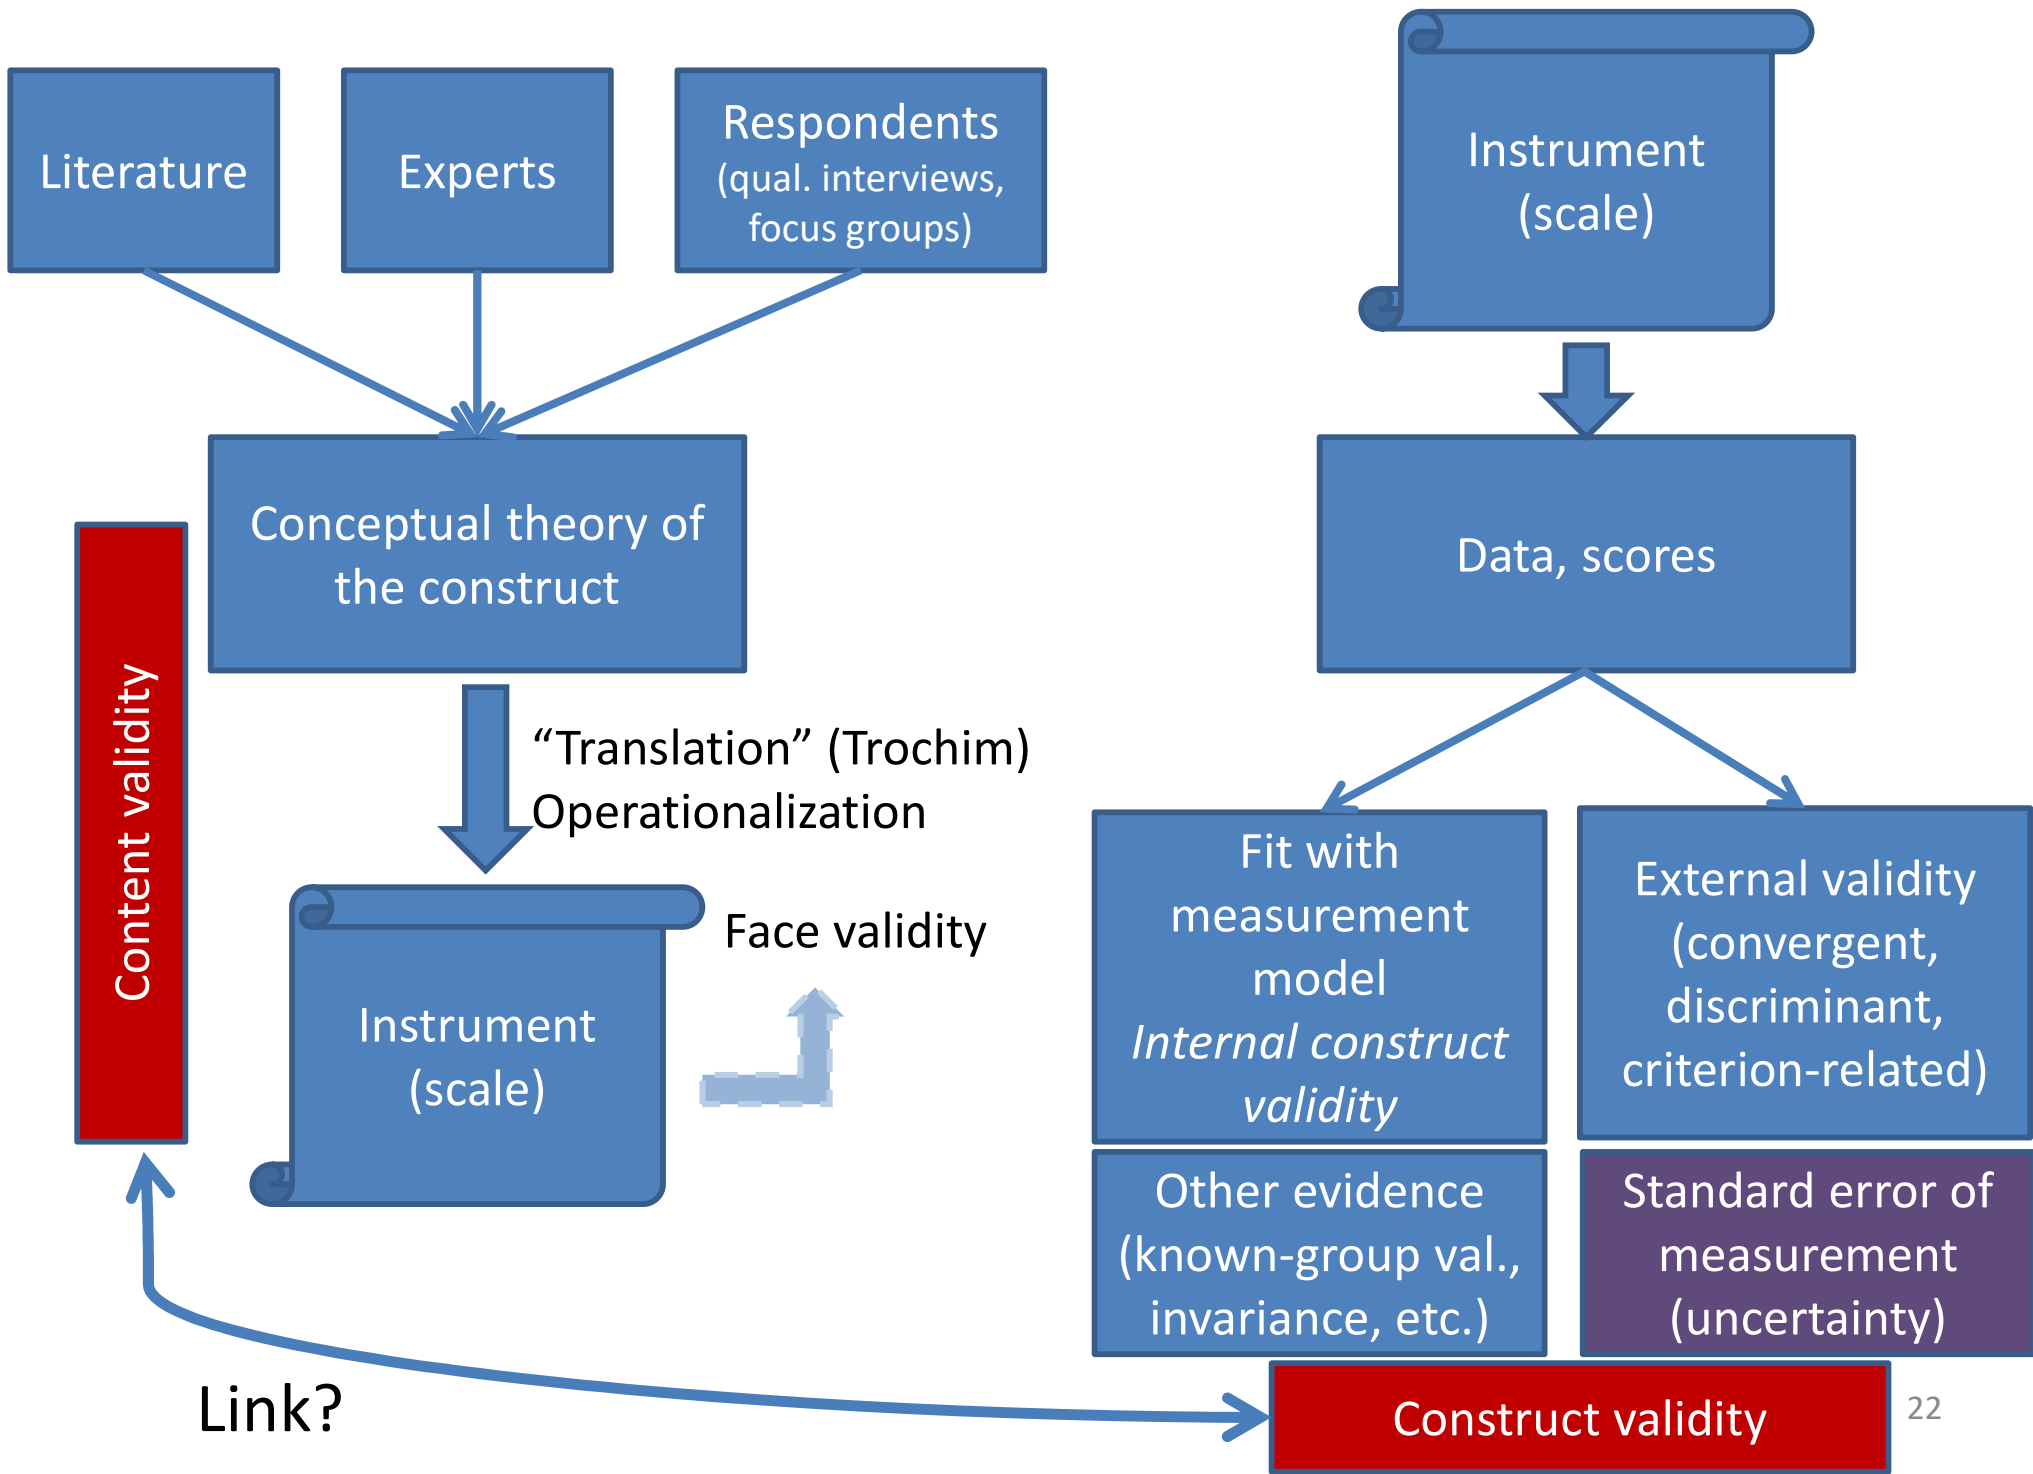 Literature
Experts
Respondents
(qual. interviews,
focus groups)
Instrument
(scale)
Conceptual theory of
the construct
Data, scores
Content validity
“Translation” (Trochim)
Operationalization
Face validity
Instrument
(scale)
Fit with
measurement
model
Internal construct
validity
External validity
(convergent,
discriminant,
criterion-related)
Other evidence
(known-group val.,
invariance, etc.)
Standard error of
measurement
(uncertainty)
Link?
Construct validity
22